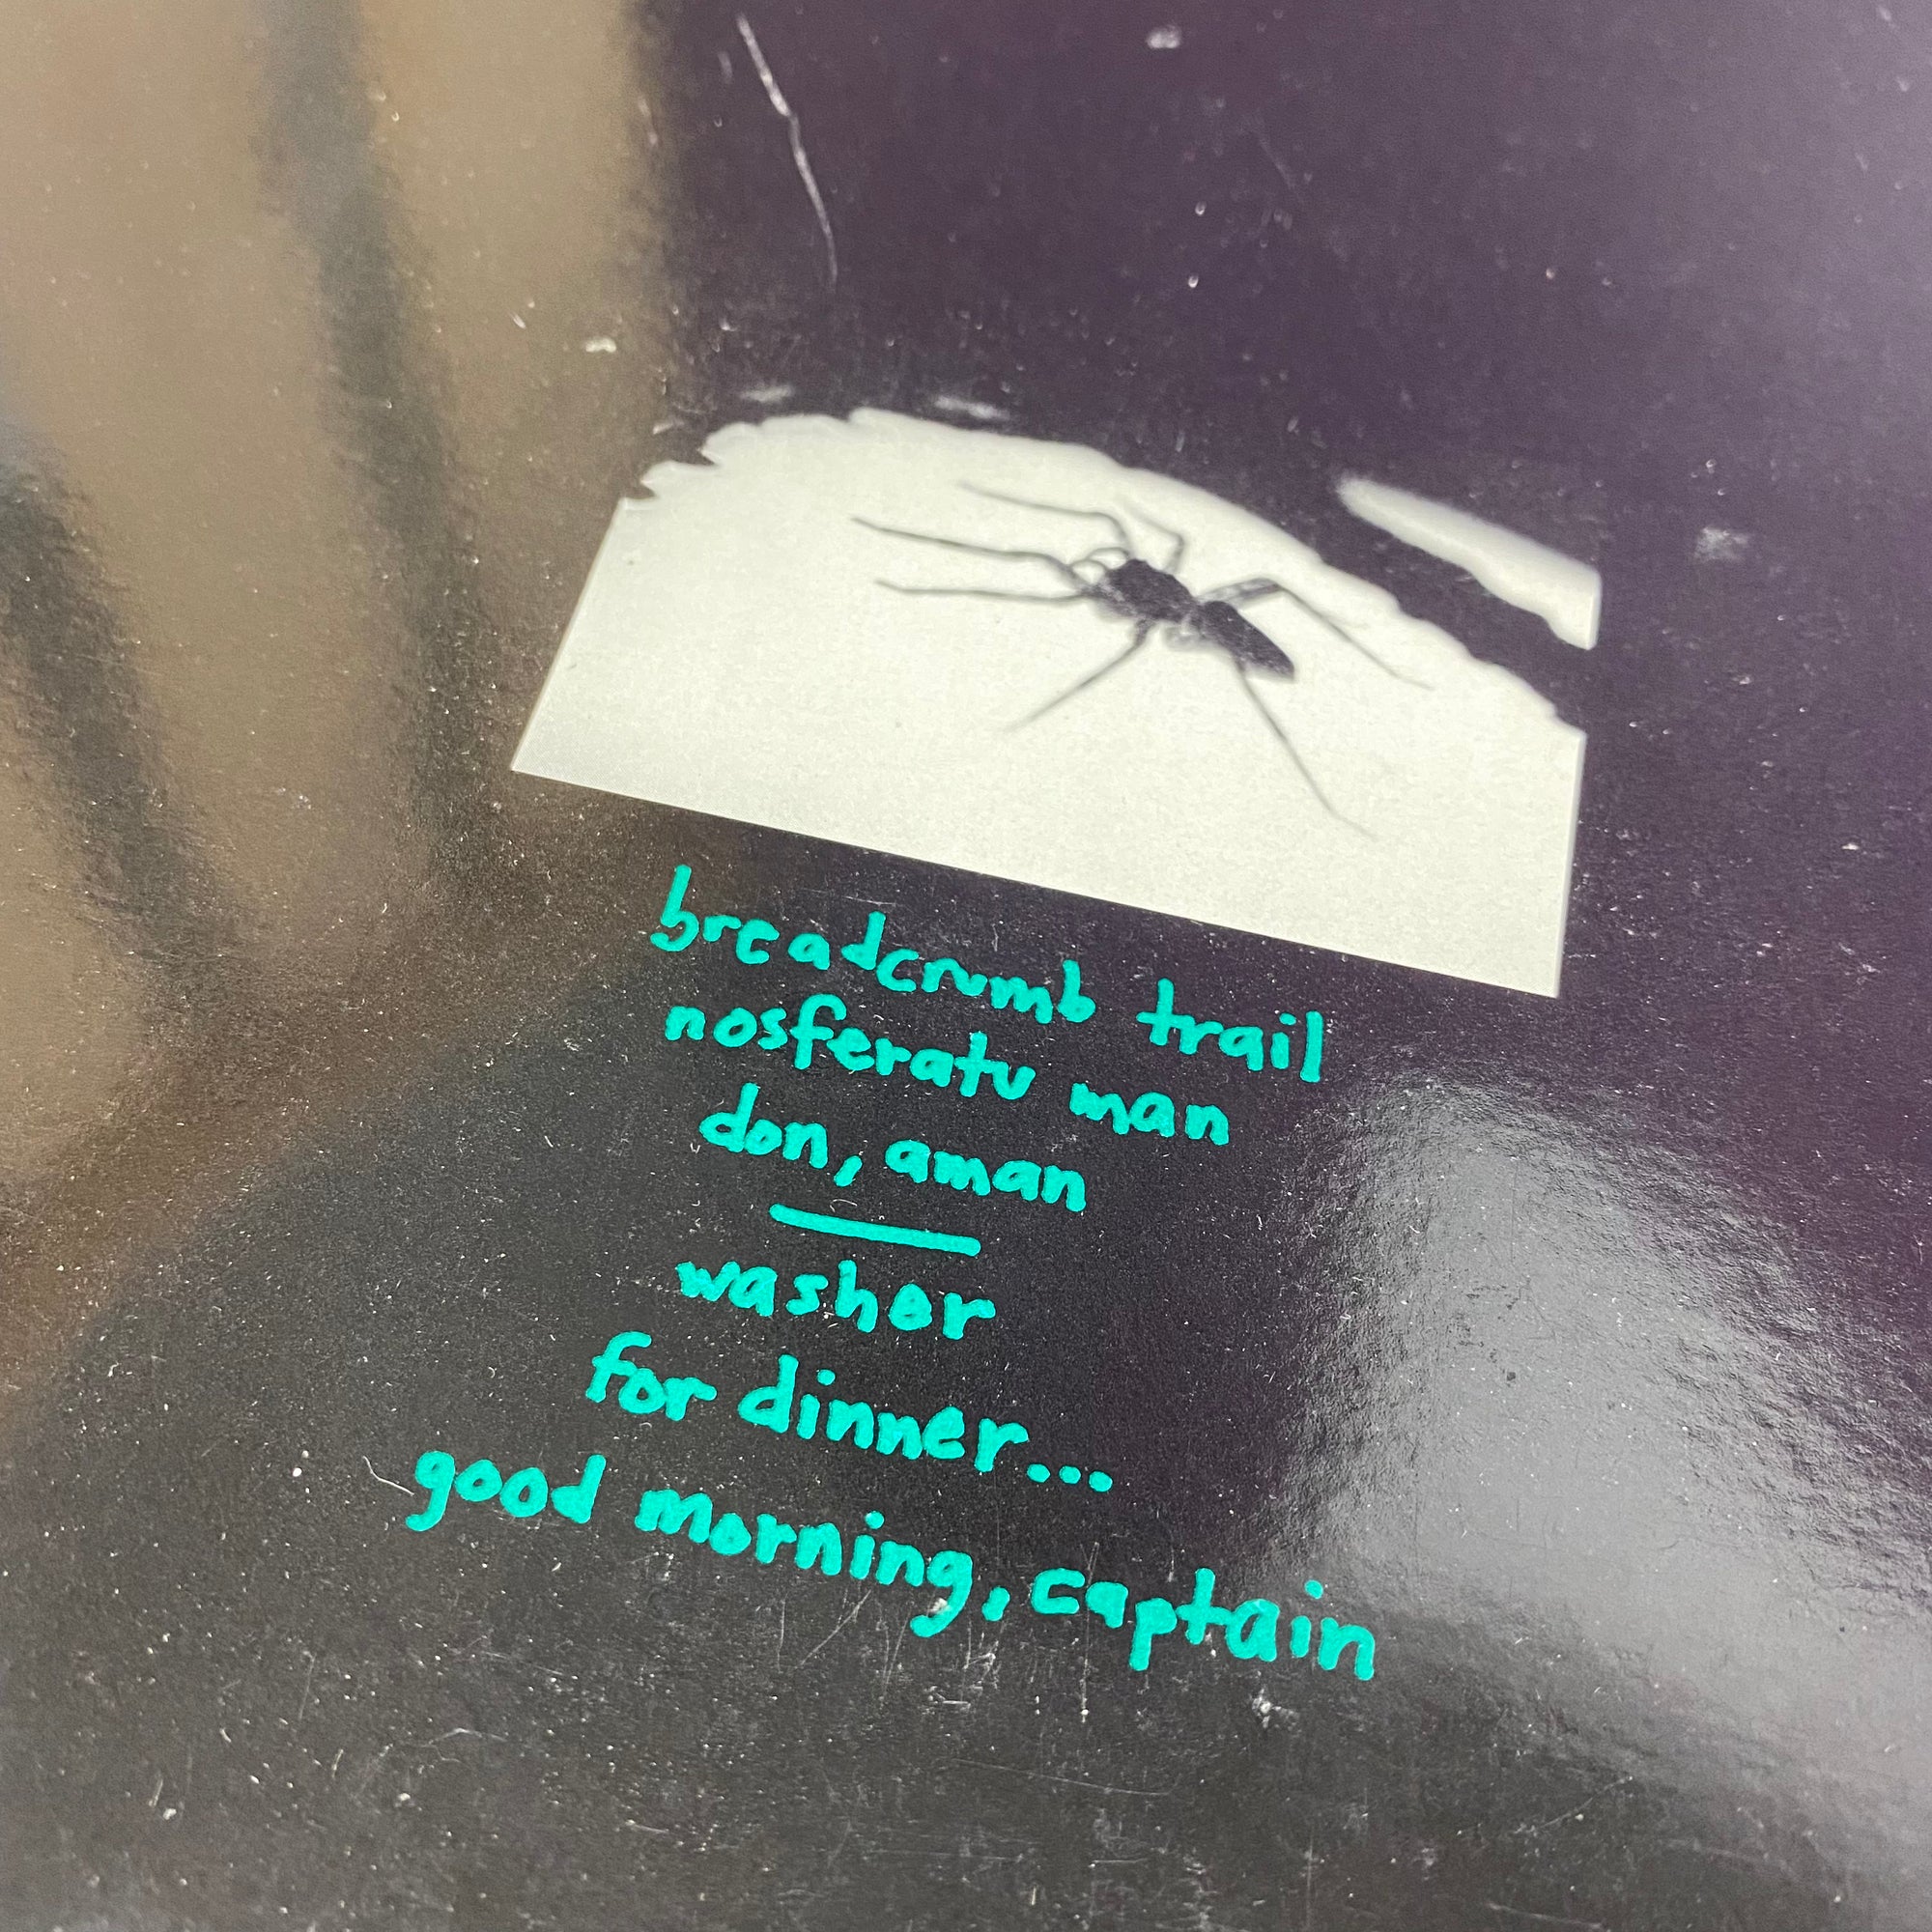 breadcrumb trail
nosferatu man
don, aman
washer
for dinner...
good morning, captain